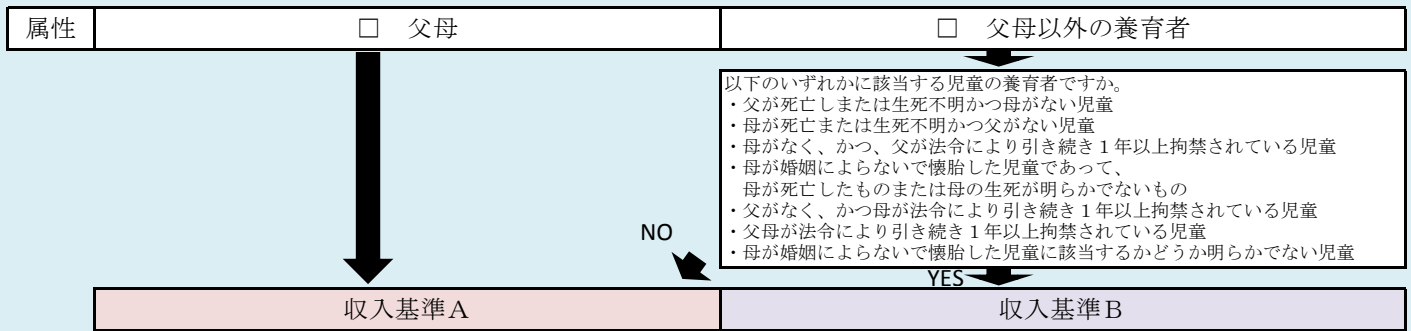 属性 □ 父母 □ 父母以外の養育者
以下のいずれかに該当する児童の養育者ですか。
・父が死亡しまたは生死不明かつ母がない児童
・母が死亡または生死不明かつ父がない児童
・母がなく、かつ、父が法令により引き続き１年以上拘禁されている児童
・母が婚姻によらないで懐胎した児童であって、
母が死亡したものまたは母の生死が明らかでないもの
・父がなく、かつ母が法令により引き続き１年以上拘禁されている児童
・父母が法令により引き続き１年以上拘禁されている児童
・母が婚姻によらないで懐胎した児童に該当するかどうか明らかでない児童
NO
YES
収入基準Ａ 収入基準Ｂ